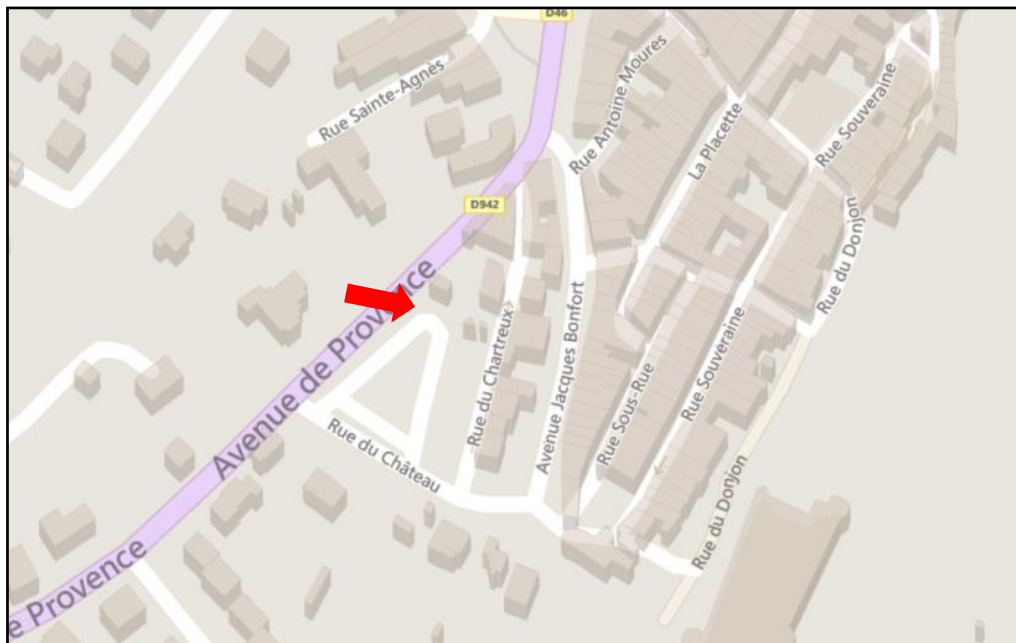 D46
Rue Sainte-Agnès
Rue Antoine Moures
Rue Souveraine
La Placette
D942
Rue du Donjon
Avenue de Provence
Rue du Chartreux
Avenue Jacques Bonfort
Rue Souveraine
Rue Sous-Rue
Rue du Château
Rue du Donjon
e Provence